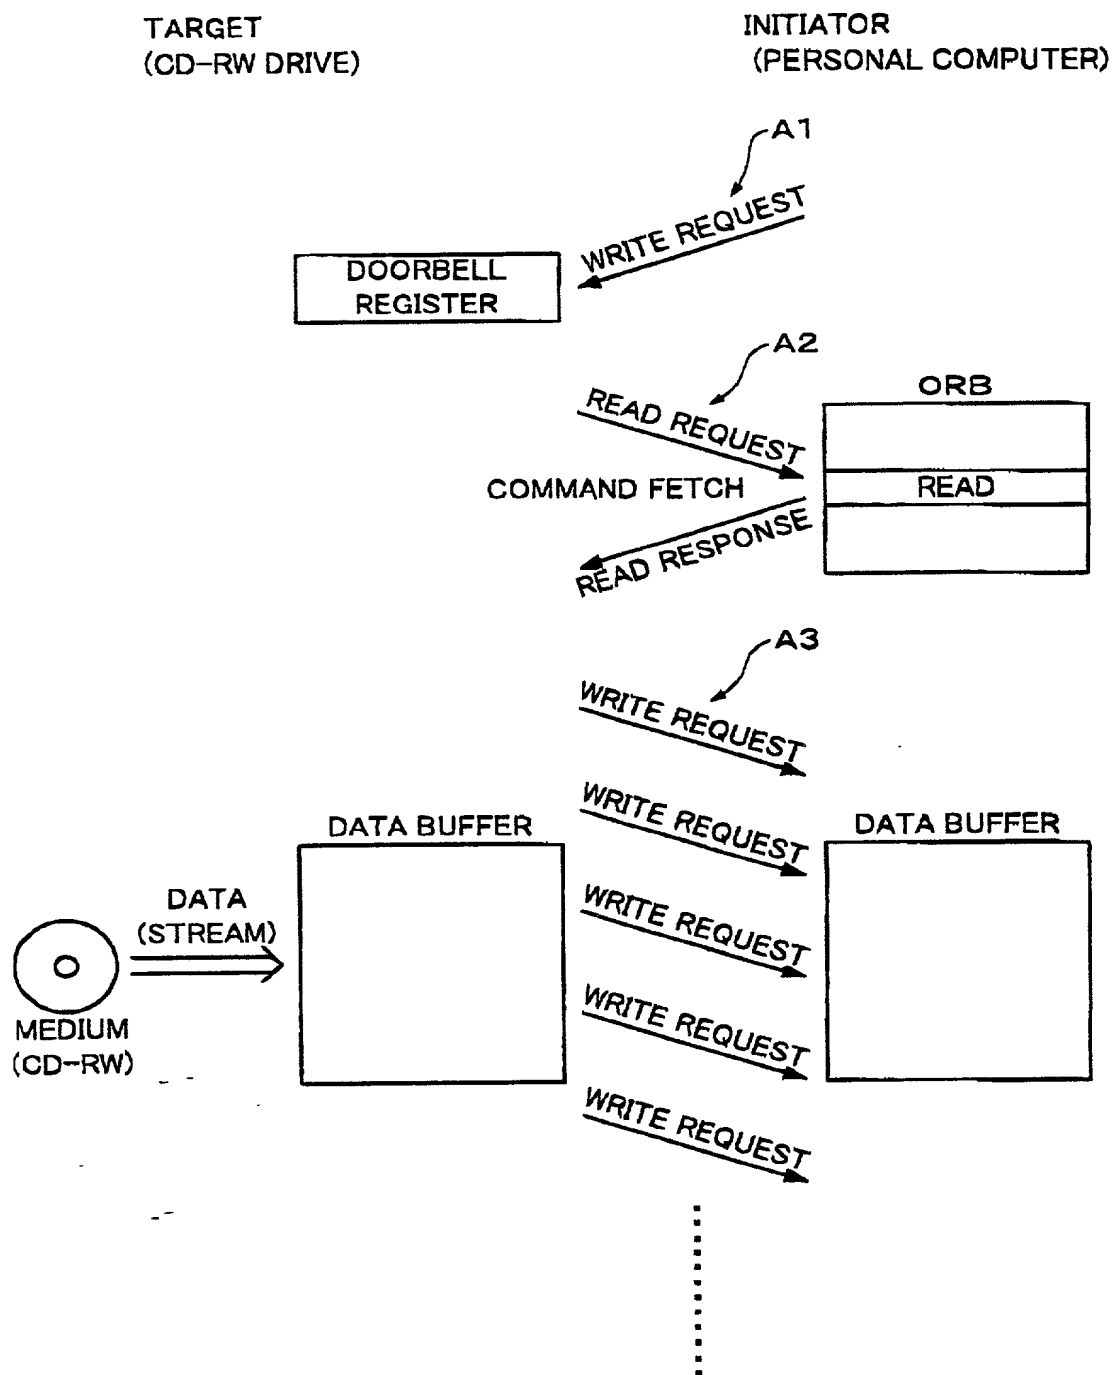 TARGET
(CD-RW DRIVE)
INITIATOR
(PERSONAL COMPUTER)
A1
WRITE REQUEST
DOORBELL
REGISTER
A2
READ REQUEST
ORB
COMMAND FETCH
READ
READ RESPONSE
A3
WRITE REQUEST
WRITE REQUEST
DATA BUFFER
DATA BUFFER
DATA
(STREAM)
WRITE REQUEST
WRITE REQUEST
MEDIUM
(CD-RW)
WRITE REQUEST